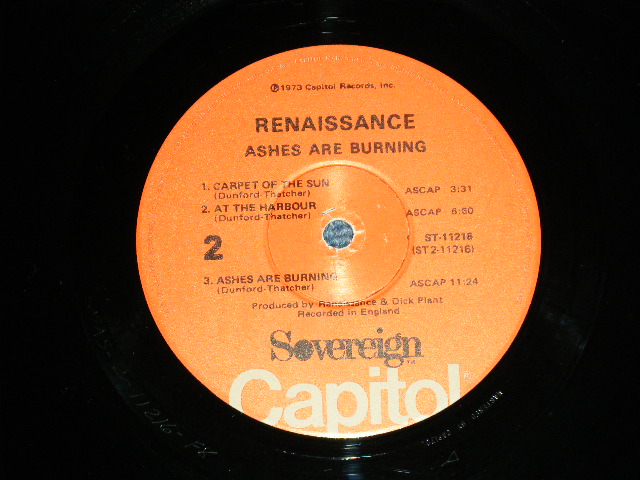 ℗1973 Capitol Records, Inc.
RENAISSANCE
ASHES ARE BURNING
1. CARPET OF THE SUN ASCAP 3:31
(Dunford-Thatcher)
2. AT THE HARBOUR ASCAP 6:50
(Dunford-Thatcher)
2
ST-11216
(ST2-11216)
3. ASHES ARE BURNING ASCAP 11:24
(Dunford-Thatcher)
Produced by Renaissance & Dick Plant
Recorded in England
Sovereign™
Capitol®